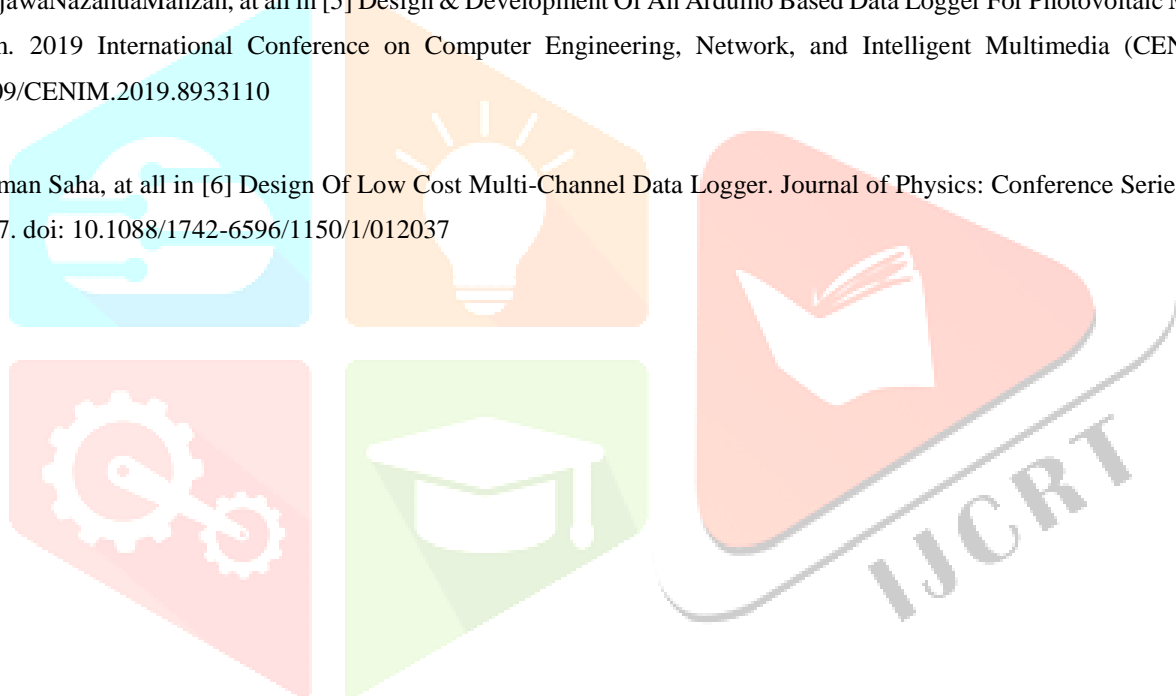 jawaNazahuaManzah, at all in [5] Design & Development Of An Arduino Based Data Logger For Photovoltaic
2019 International Conference on Computer Engineering, Network, and Intelligent Multimedia
09/CENIM.2019.8933110
man Saha, at all in [6] Design Of Low Cost Multi-Channel Data Logger. Journal of Physics: Conference Serie
7. doi: 10.1088/1742-6596/1150/1/012037
IJCRT